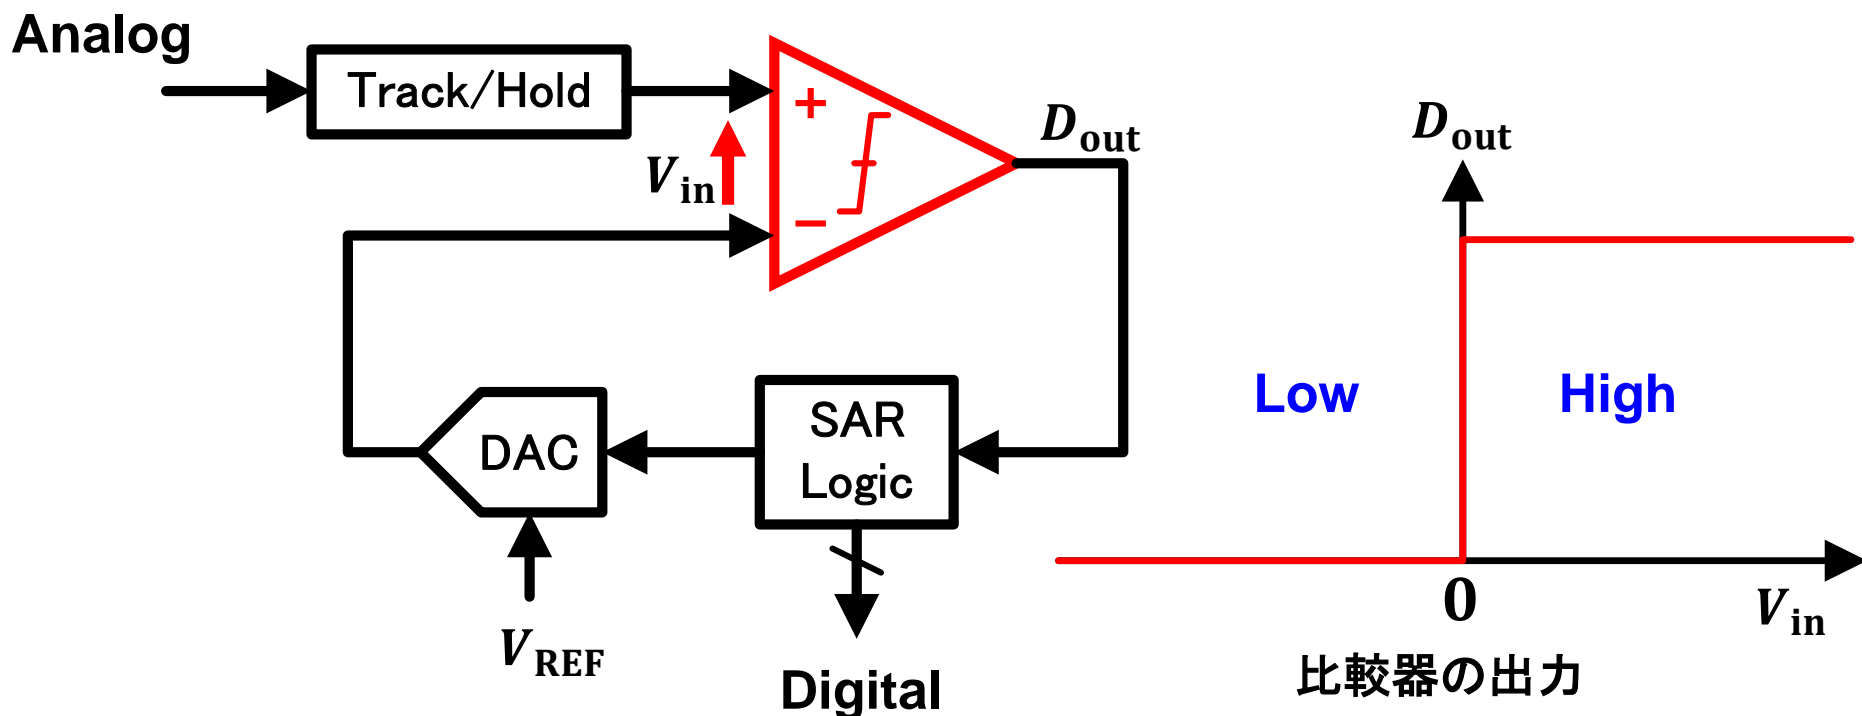 Analog
Track/Hold
+
V_in
−
D_out
DAC
SAR
Logic
V_REF
Digital
D_out
Low
High
0
V_in
比較器の出力